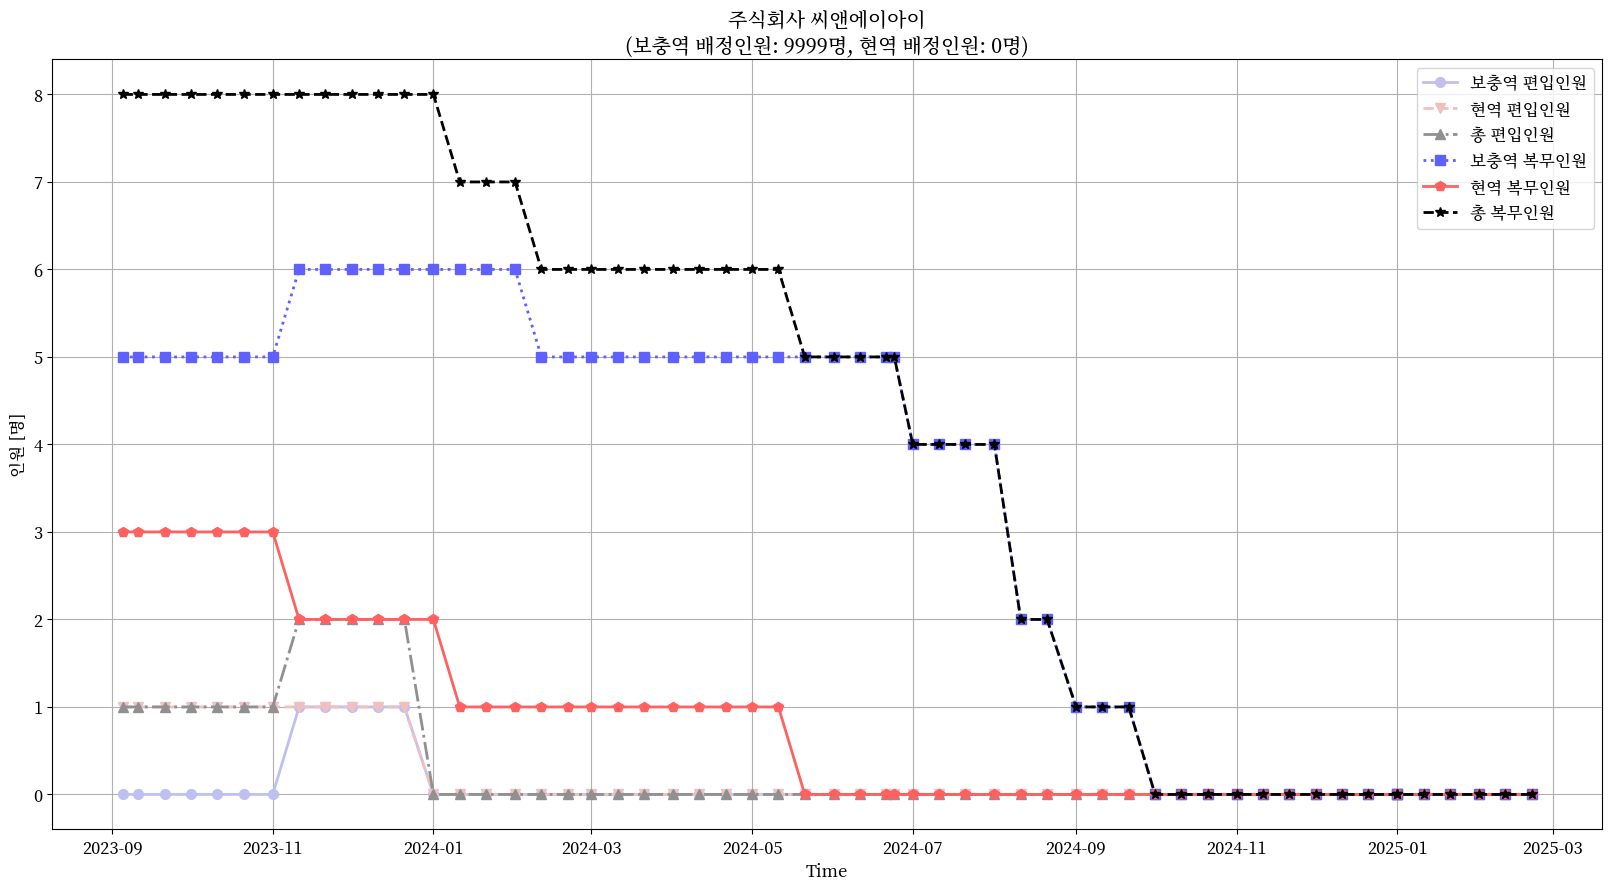 주식회사 씨앤에이아이
(보충역 배정인원: 9999명, 현역 배정인원: 0명)
보충역 편입인원
현역 편입인원
총 편입인원
보충역 복무인원
현역 복무인원
총 복무인원
인원 [명]
8
7
6
5
4
3
2
1
0
2023-09
2023-11
2024-01
2024-03
2024-05
2024-07
2024-09
2024-11
2025-01
2025-03
Time